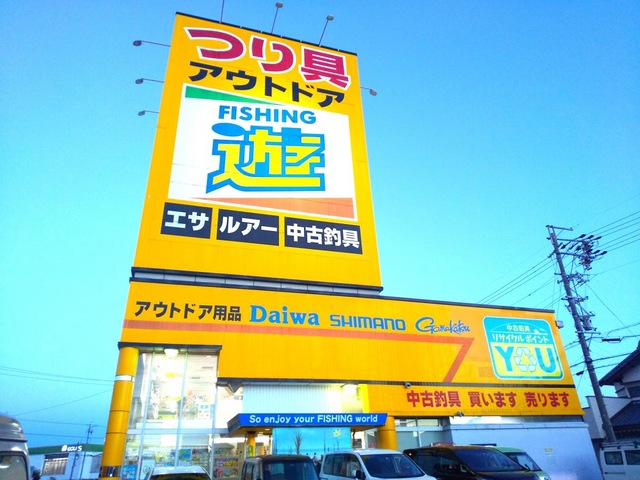 つり具
アウトドア
FISHING
遊
エサ ルアー 中古釣具
アウトドア用品 Daiwa SHIMANO Gamakatsu
中古釣具
リサイクルポイント
YOU
中古釣具 買います 売ります
So enjoy your FISHING world